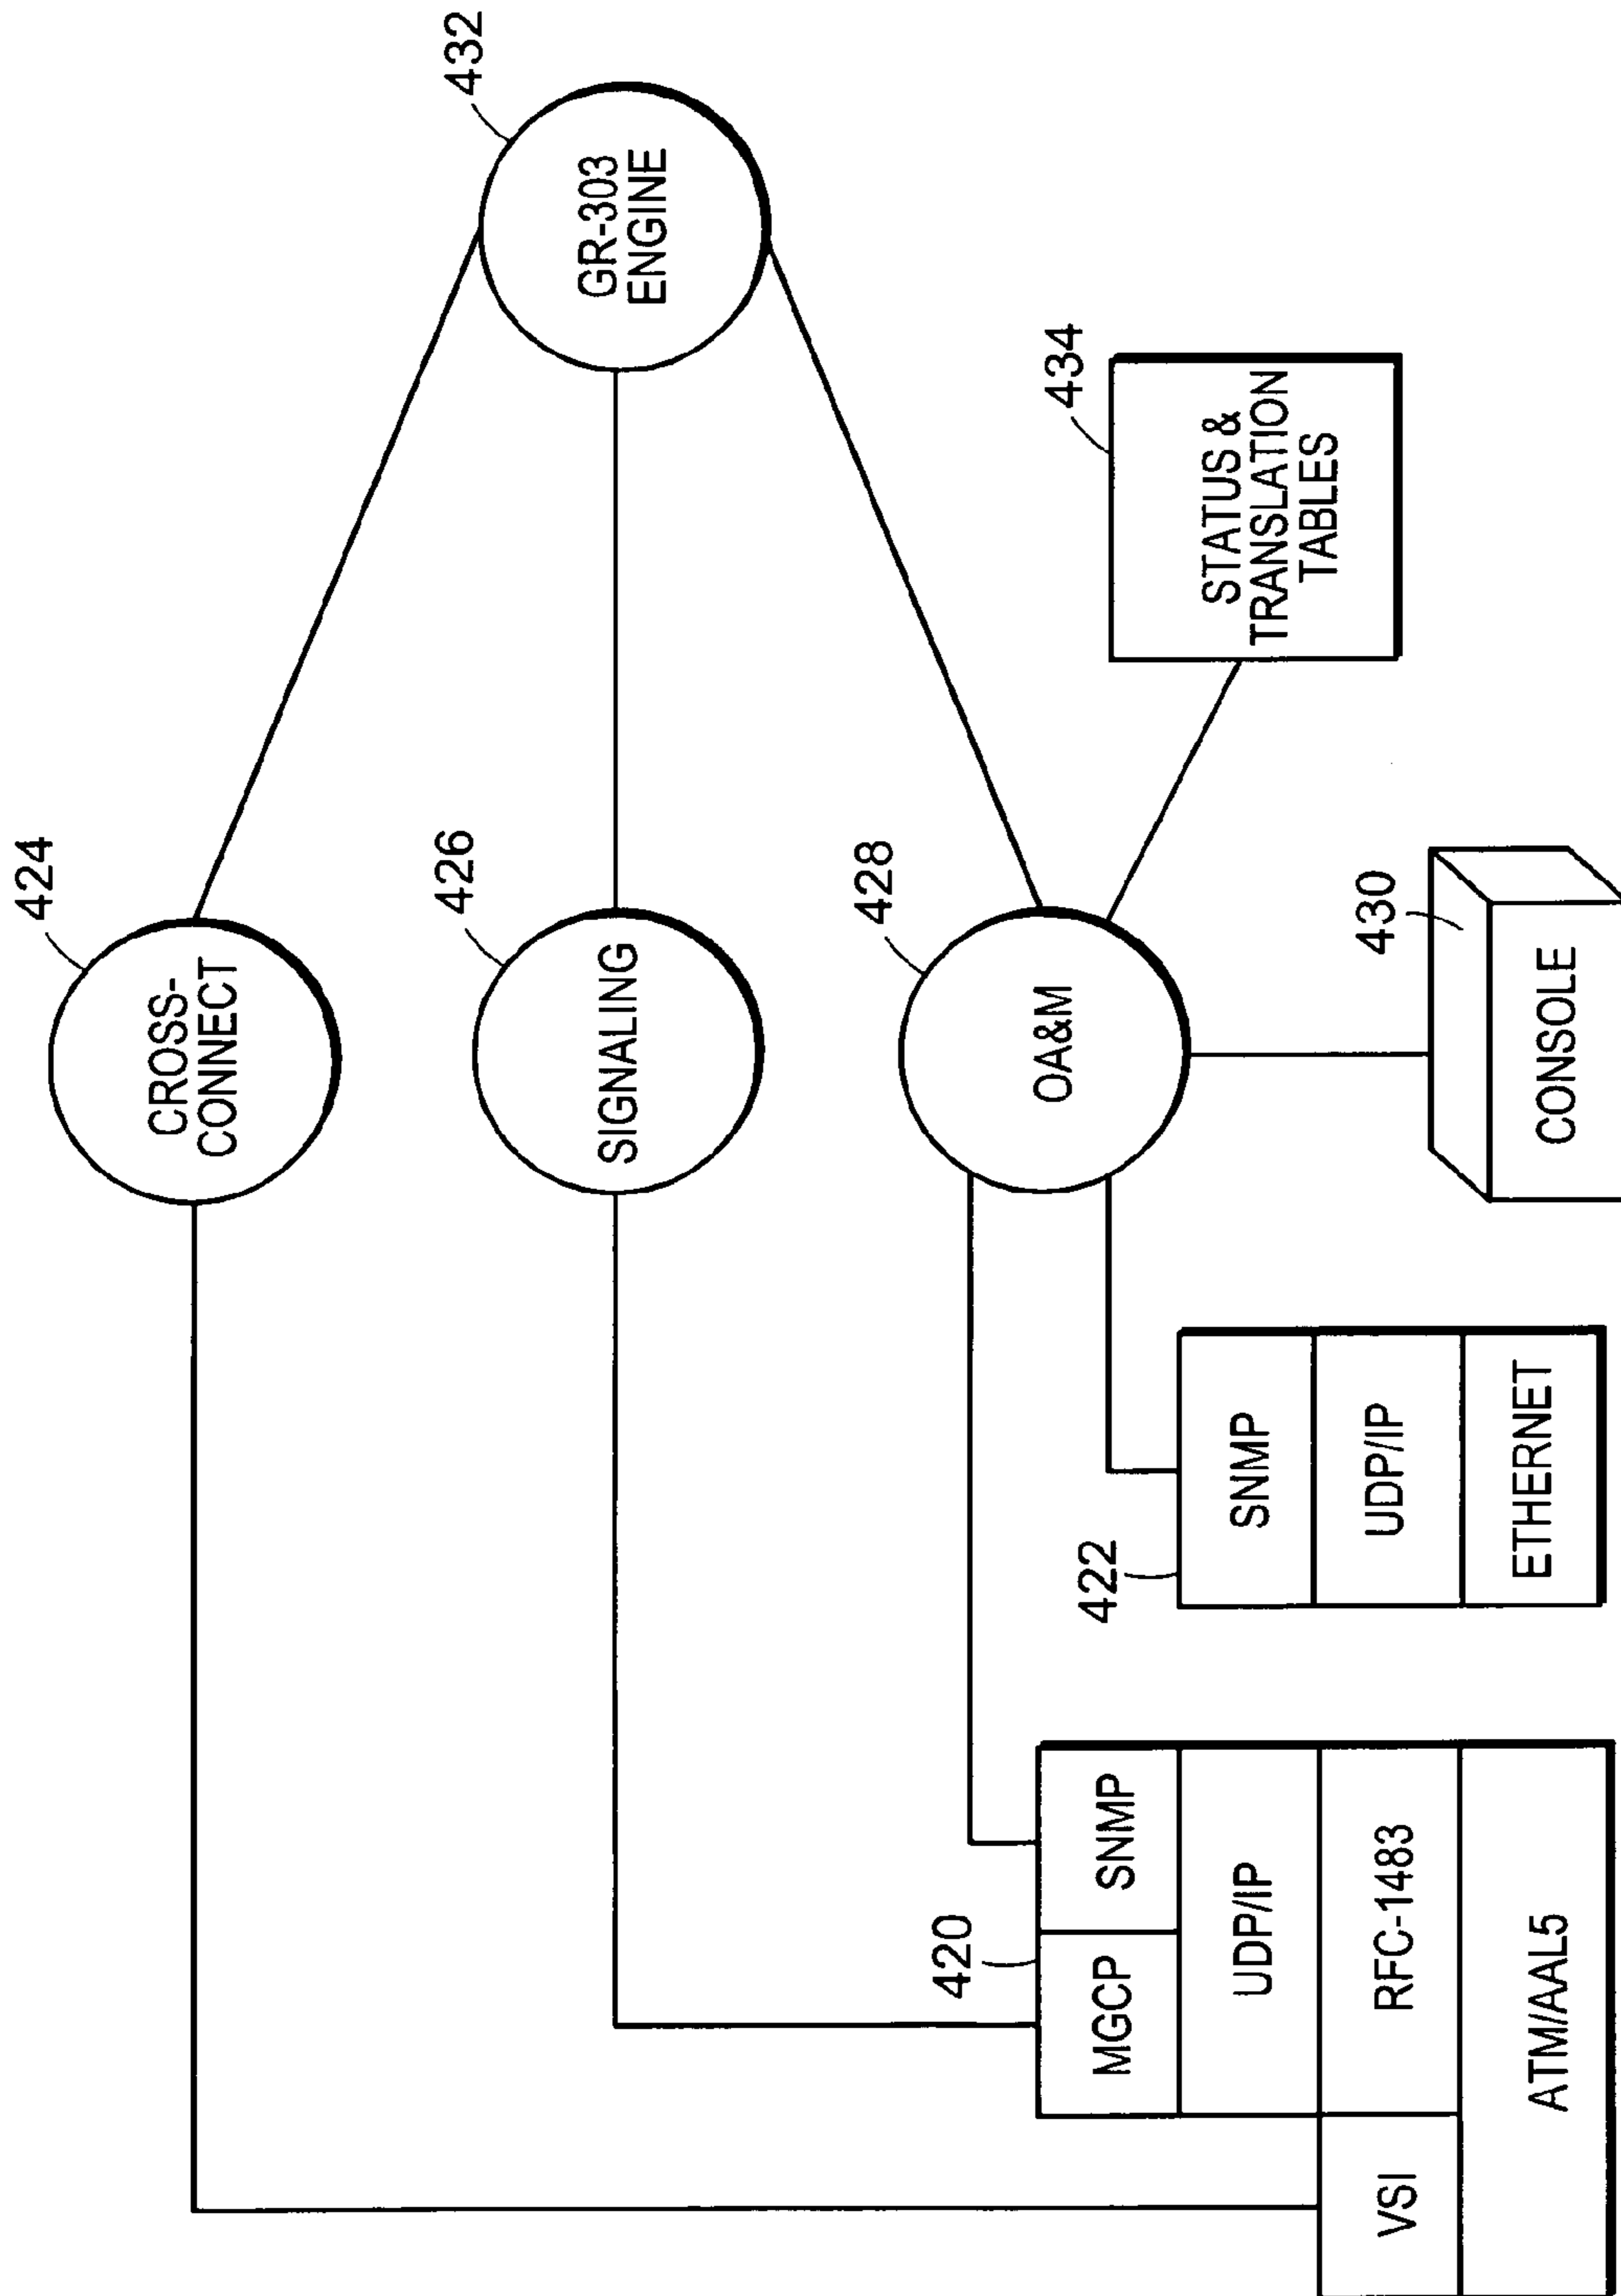 432
GR-303
ENGINE
424
CROSS-
CONNECT
426
SIGNALING
428
OA&M
434
STATUS &
TRANSLATION
TABLES
430
CONSOLE
422
SNMP
UDP/IP
ETHERNET
420
MGCP
SNMP
UDP/IP
VSI
RFC-1483
ATM/AAL5